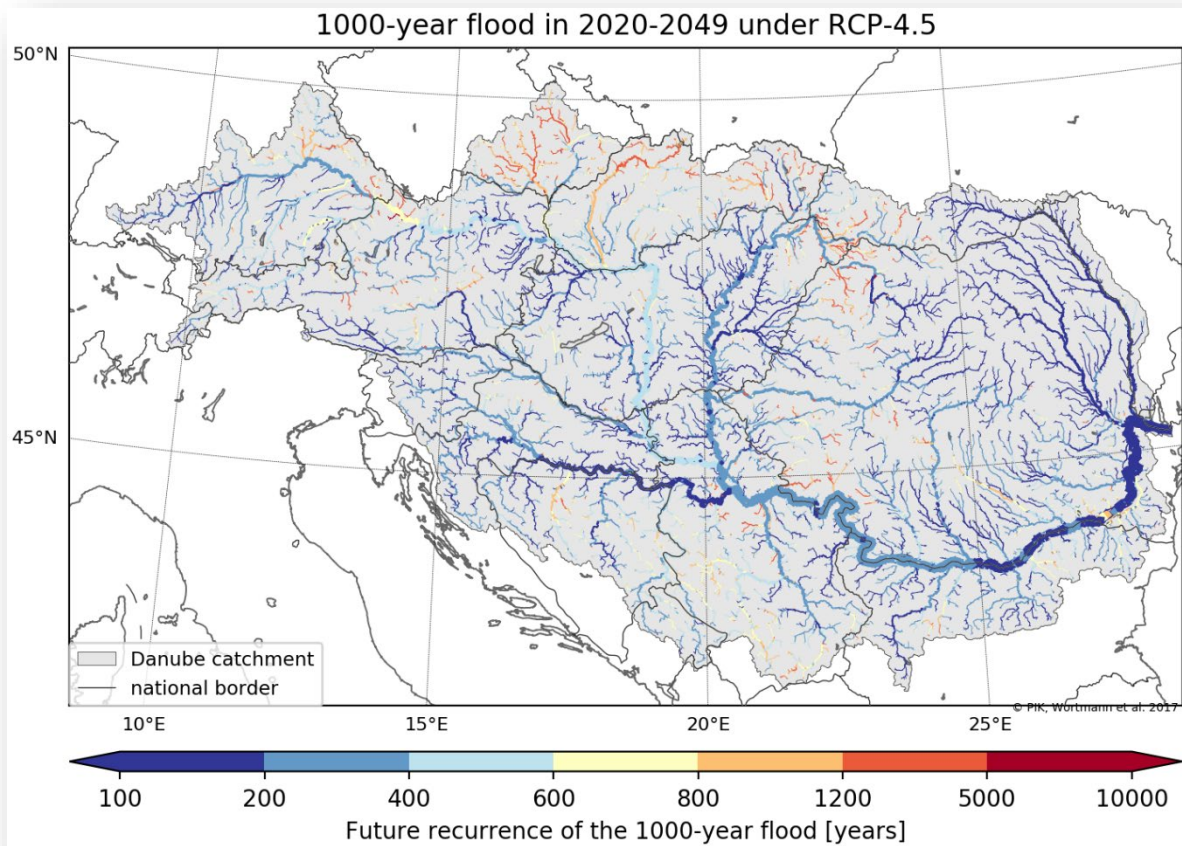 1000-year flood in 2020-2049 under RCP-4.5
50°N
45°N
Danube catchment
national border
© PIK, Wortmann et al. 2017
10°E 15°E 20°E 25°E
100 200 400 600 800 1200 5000 10000
Future recurrence of the 1000-year flood [years]